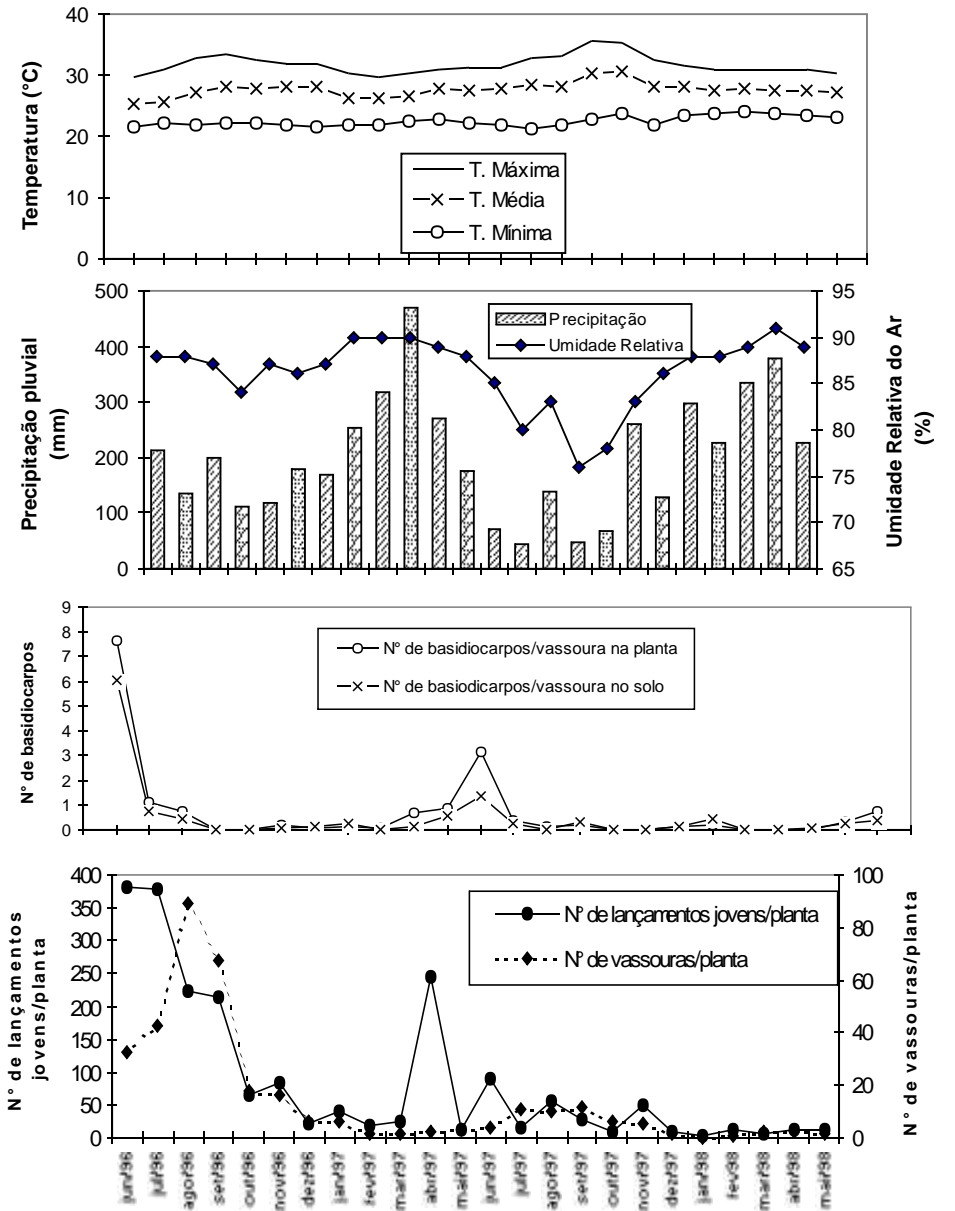 40
30
20
10
0
Temperatura (°C)
T. Máxima
T. Média
T. Mínima
500
400
300
200
100
0
Precipitação pluvial
(mm)
Precipitação
Umidade Relativa
95
90
85
80
75
70
65
Umidade Relativa do Ar
(%)
9
8
7
6
5
4
3
2
1
0
N° de basidiocarpos
N° de basidiocarpos/vassoura na planta
N° de basiodicarpos/vassoura no solo
400
350
300
250
200
150
100
50
0
N° de lançamentos
jovens/planta
N° de lançamentos jovens/planta
N° de vassouras/planta
100
80
60
40
20
0
N° de vassouras/planta
jun/96
jul/96
agor/96
set/96
out/96
nov/96
dez/96
jan/97
fev/97
mar/97
abr/97
mai/97
jun/97
jul/97
ago/97
set/97
out/97
nov/97
dez/97
jan/98
fev/98
mar/98
abr/98
mai/98